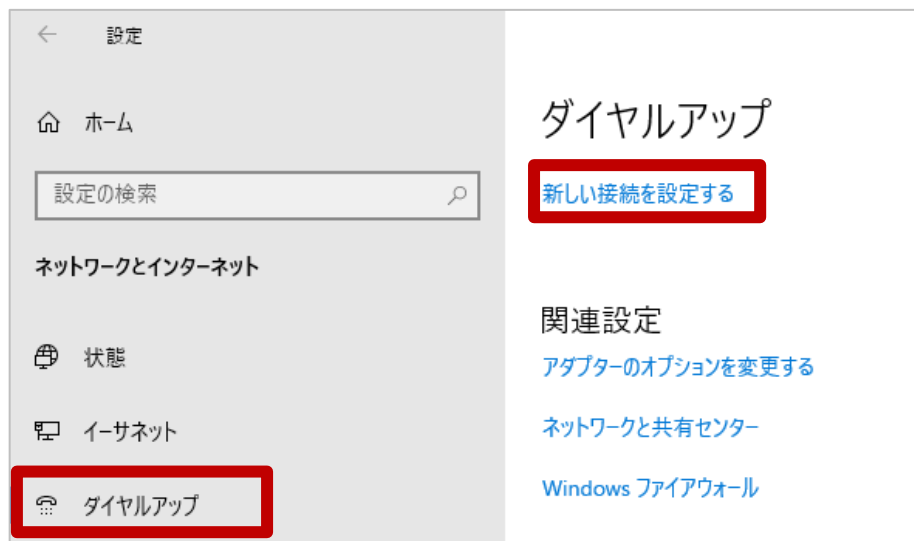 設定
ホーム
設定の検索
ネットワークとインターネット
状態
イーサネット
ダイヤルアップ
ダイヤルアップ
新しい接続を設定する
関連設定
アダプターのオプションを変更する
ネットワークと共有センター
Windows ファイアウォール